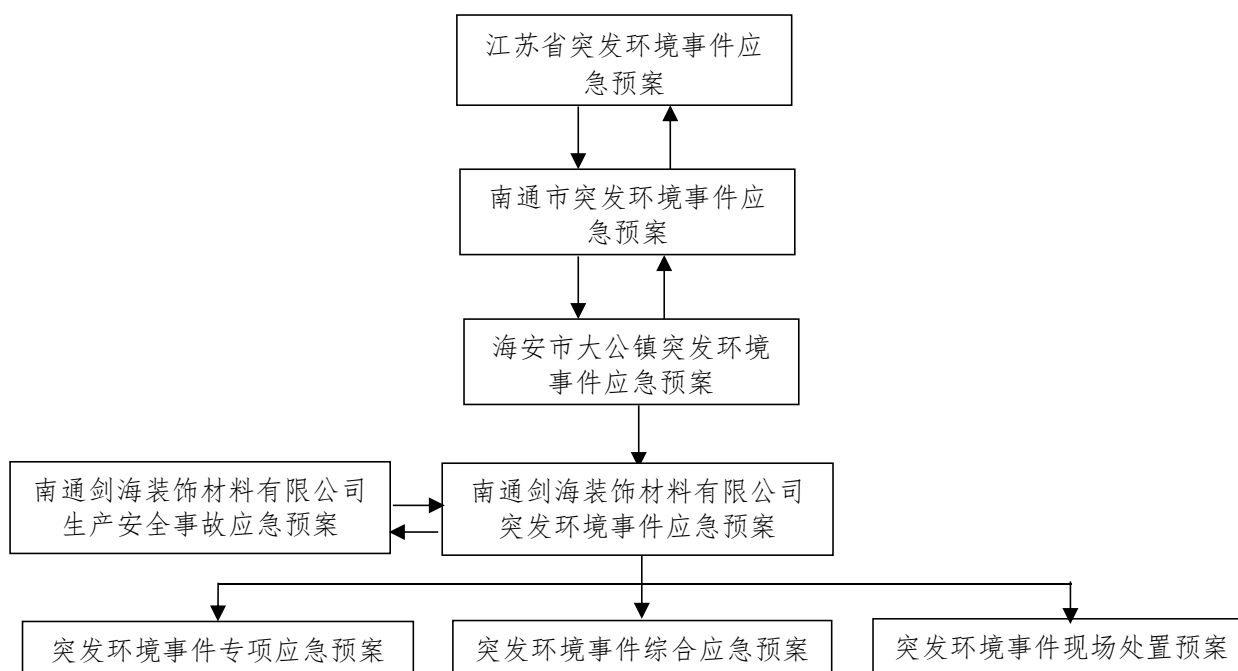 江苏省突发环境事件应
急预案
南通市突发环境事件应
急预案
海安市大公镇突发环境
事件应急预案
南通剑海装饰材料有限公司
生产安全事故应急预案
南通剑海装饰材料有限公司
突发环境事件应急预案
突发环境事件专项应急预案
突发环境事件综合应急预案
突发环境事件现场处置预案